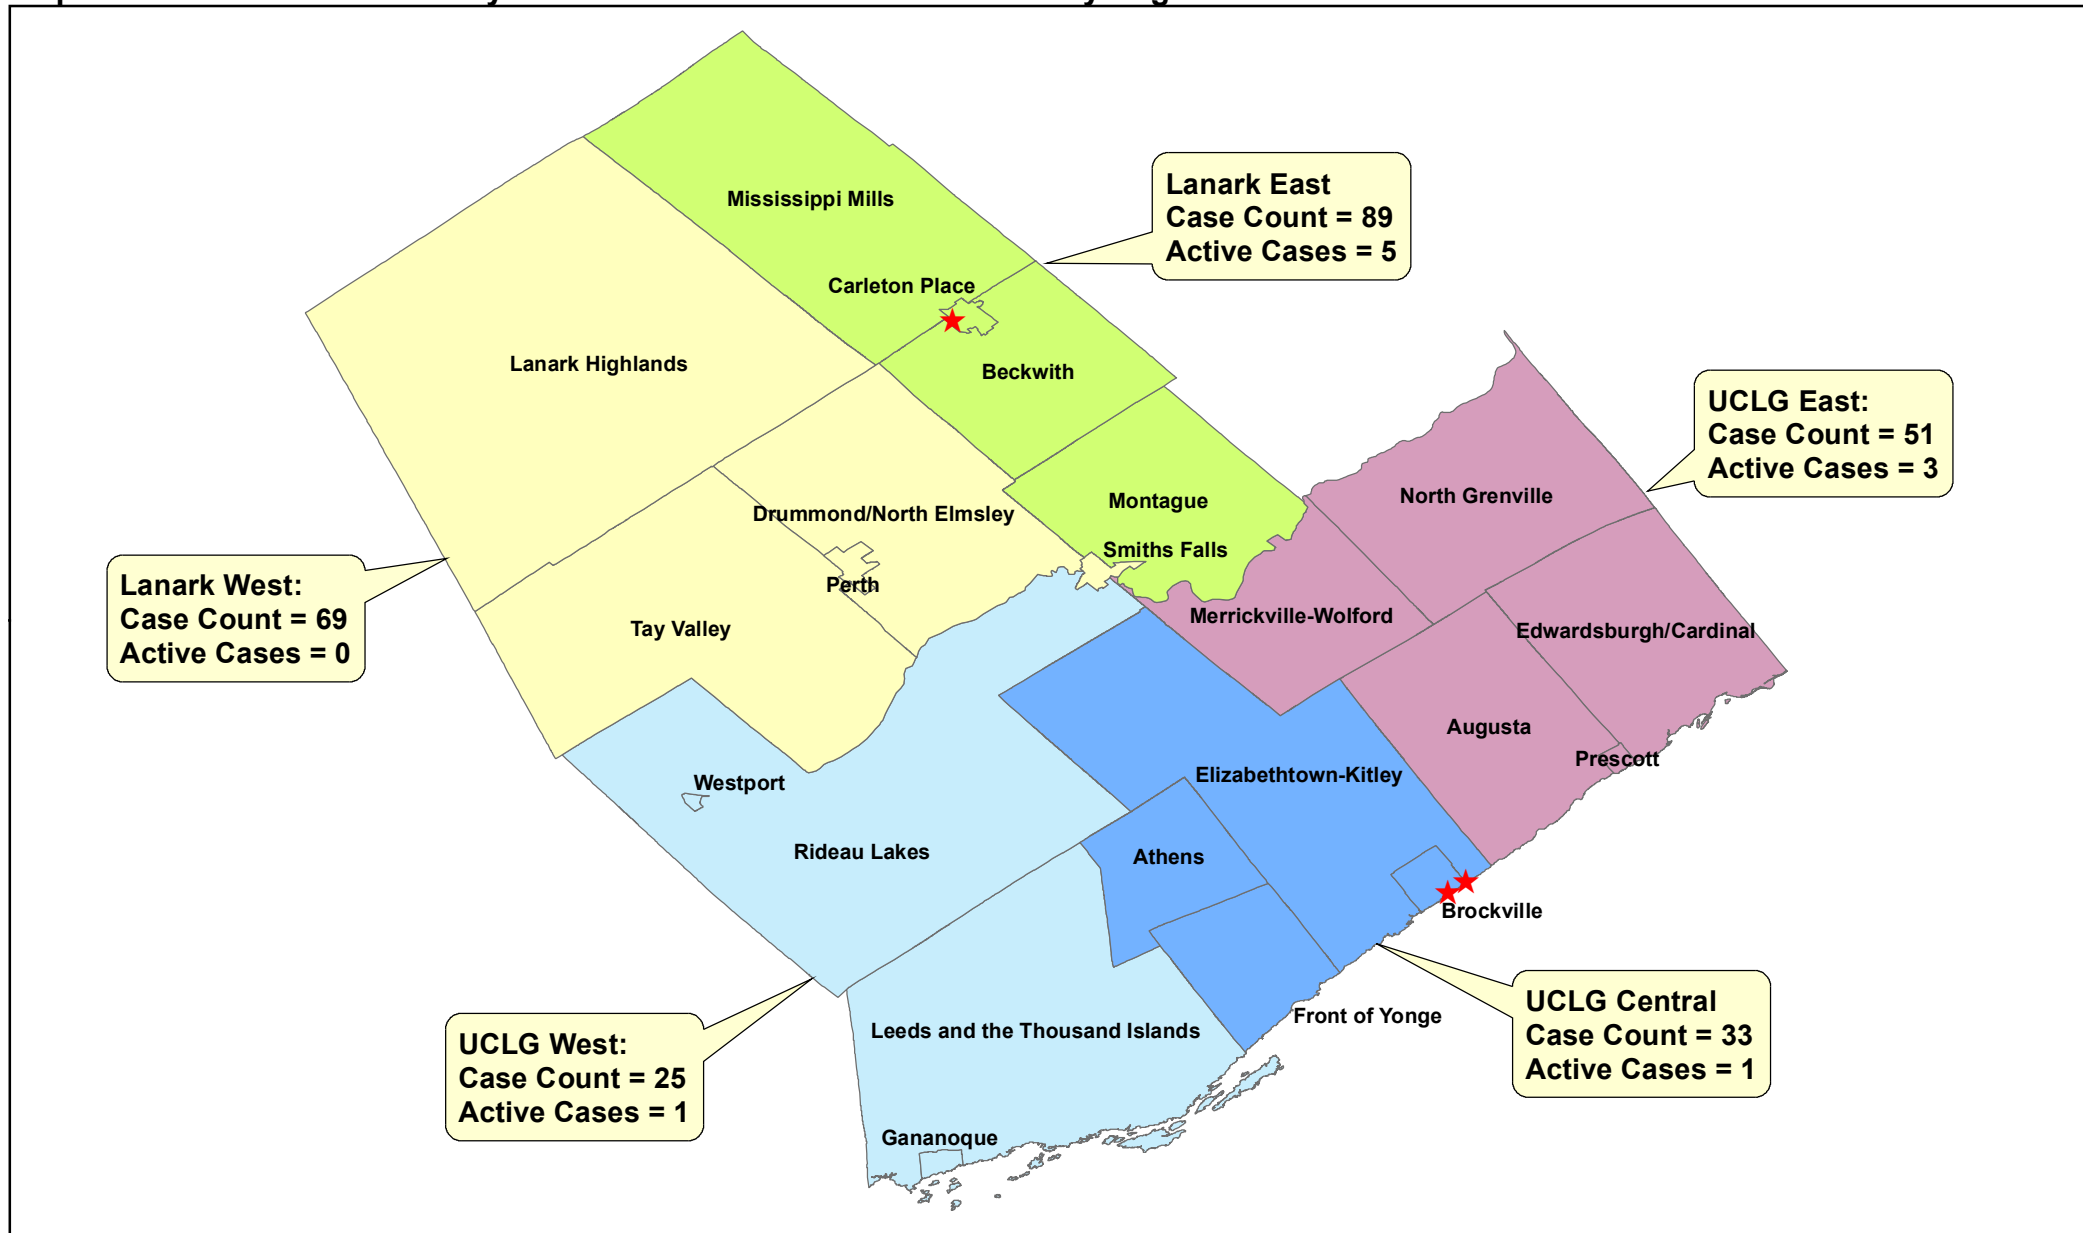 Mississippi Mills
Lanark East
Case Count = 89
Active Cases = 5
Carleton Place
Lanark Highlands
Beckwith
UCLG East:
Case Count = 51
Active Cases = 3
Montague
North Grenville
Drummond/North Elmsley
Smiths Falls
Perth
Lanark West:
Case Count = 69
Active Cases = 0
Tay Valley
Merrickville-Wolford
Edwardsburgh/Cardinal
Augusta
Prescott
Westport
Elizabethtown-Kitley
Rideau Lakes
Athens
Brockville
UCLG Central
Case Count = 33
Active Cases = 1
Front of Yonge
Leeds and the Thousand Islands
UCLG West:
Case Count = 25
Active Cases = 1
Gananoque